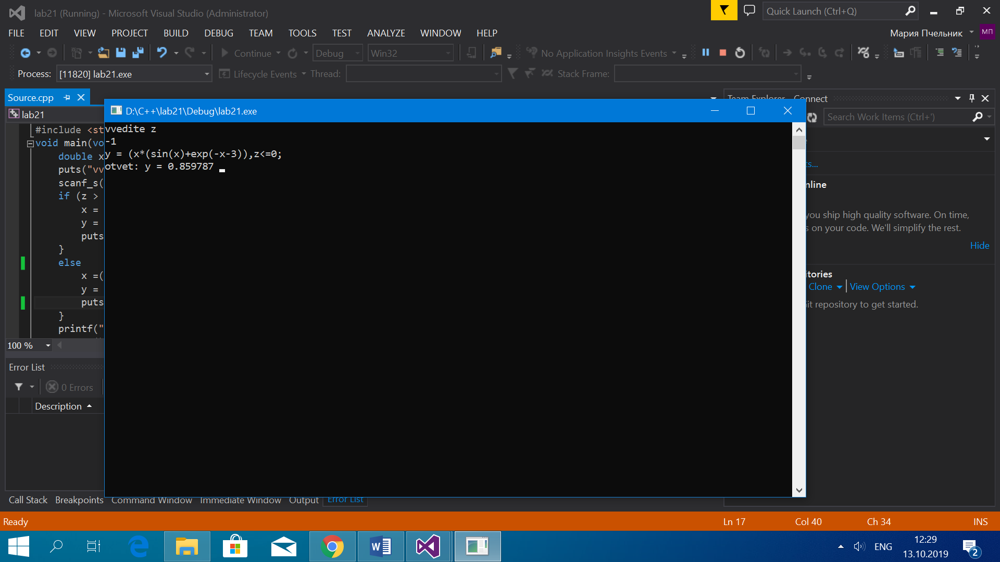 lab21 (Running) - Microsoft Visual Studio (Administrator)
Quick Launch (Ctrl+Q)
FILE EDIT VIEW PROJECT BUILD DEBUG TEAM TOOLS TEST ANALYZE WINDOW HELP
Мария Пчельник МП
Continue Debug Win32 No Application Insights Events
Process: [11820] lab21.exe Lifecycle Events Thread: Stack Frame:
Source.cpp
Team Explorer - Connect
lab21
D:\C++\lab21\Debug\lab21.exe
Search Work Items (Ctrl+')
#include <st
void main(vo
double x
puts("vv
scanf_s(
if (z >
x =
y =
puts
}
else
x =(
y =
puts
}
printf("
vvedite z
-1
y = (x*(sin(x)+exp(-x-3)),z<=0;
otvet: y = 0.859787
ts...
nline
you ship high quality software. On time,
s on your code. We'll simplify the rest.
Hide
itories
Clone View Options
it repository to get started.
100 %
Error List
0 Errors
Description
Call Stack Breakpoints Command Window Immediate Window Output Error List
Ready Ln 17 Col 40 Ch 34 INS
ENG
12:29
13.10.2019
2